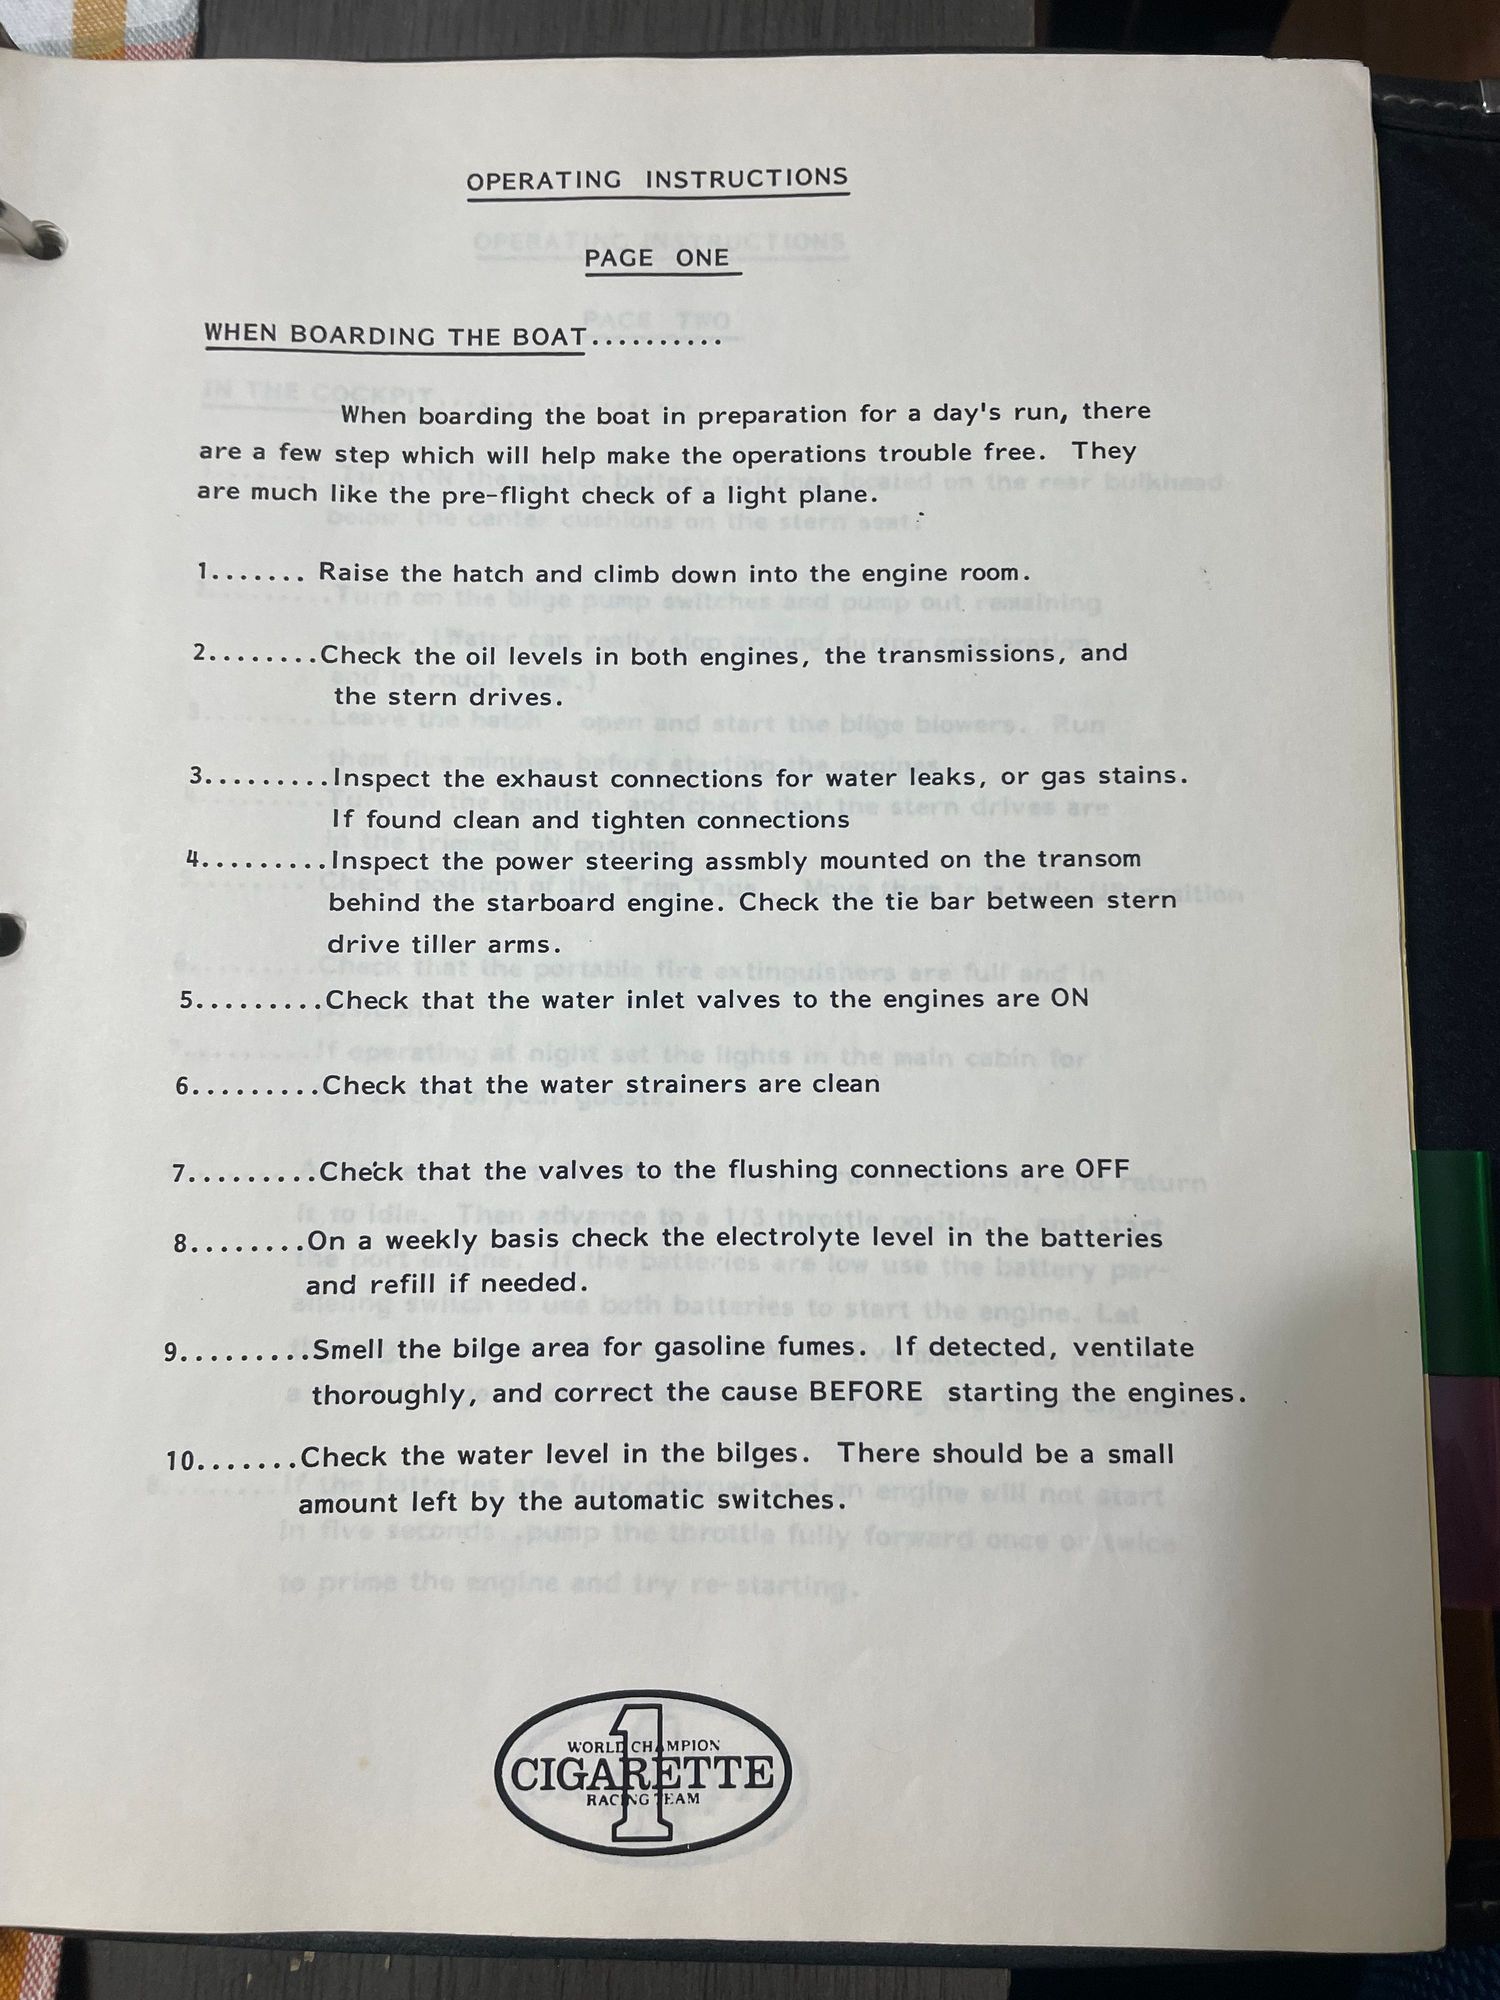 OPERATING INSTRUCTIONS
PAGE ONE
WHEN BOARDING THE BOAT..........
When boarding the boat in preparation for a day's run, there
are a few step which will help make the operations trouble free. They
are much like the pre-flight check of a light plane.
1....... Raise the hatch and climb down into the engine room.
2........Check the oil levels in both engines, the transmissions, and
the stern drives.
3.........Inspect the exhaust connections for water leaks, or gas stains.
If found clean and tighten connections
4.........Inspect the power steering assmbly mounted on the transom
behind the starboard engine. Check the tie bar between stern
drive tiller arms.
5.........Check that the water inlet valves to the engines are ON
6.........Check that the water strainers are clean
7.........Check that the valves to the flushing connections are OFF
8........On a weekly basis check the electrolyte level in the batteries
and refill if needed.
9.........Smell the bilge area for gasoline fumes. If detected, ventilate
thoroughly, and correct the cause BEFORE starting the engines.
10.......Check the water level in the bilges. There should be a small
amount left by the automatic switches.
1
WORLD CHAMPION
CIGARETTE
RACING TEAM